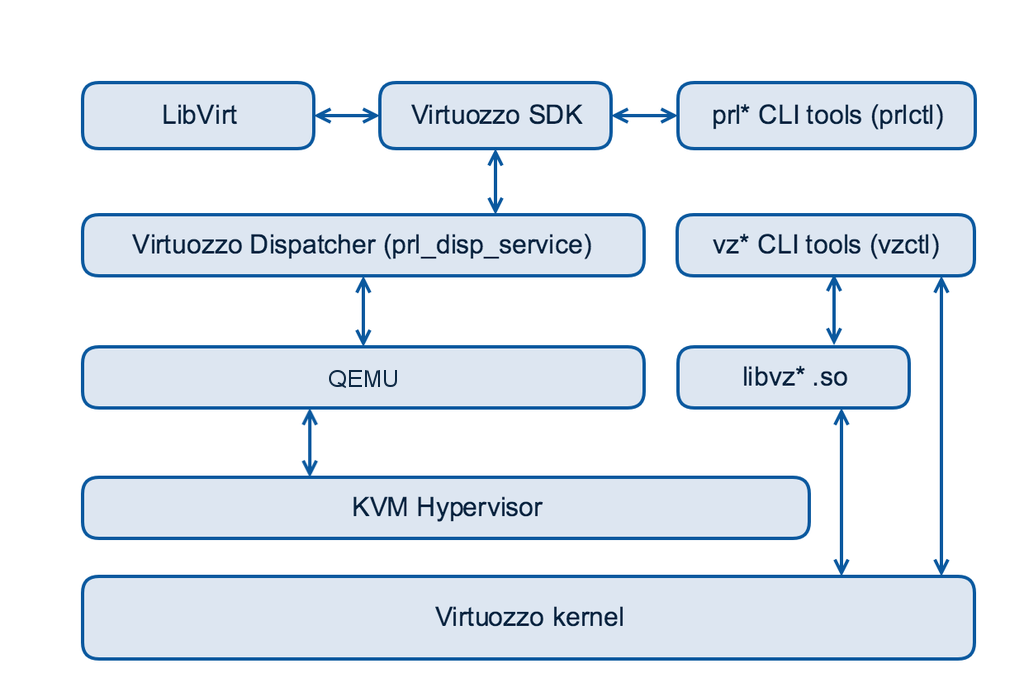 LibVirt
Virtuozzo SDK
prl* CLI tools (prlctl)
Virtuozzo Dispatcher (prl_disp_service)
vz* CLI tools (vzctl)
QEMU
libvz* .so
KVM Hypervisor
Virtuozzo kernel